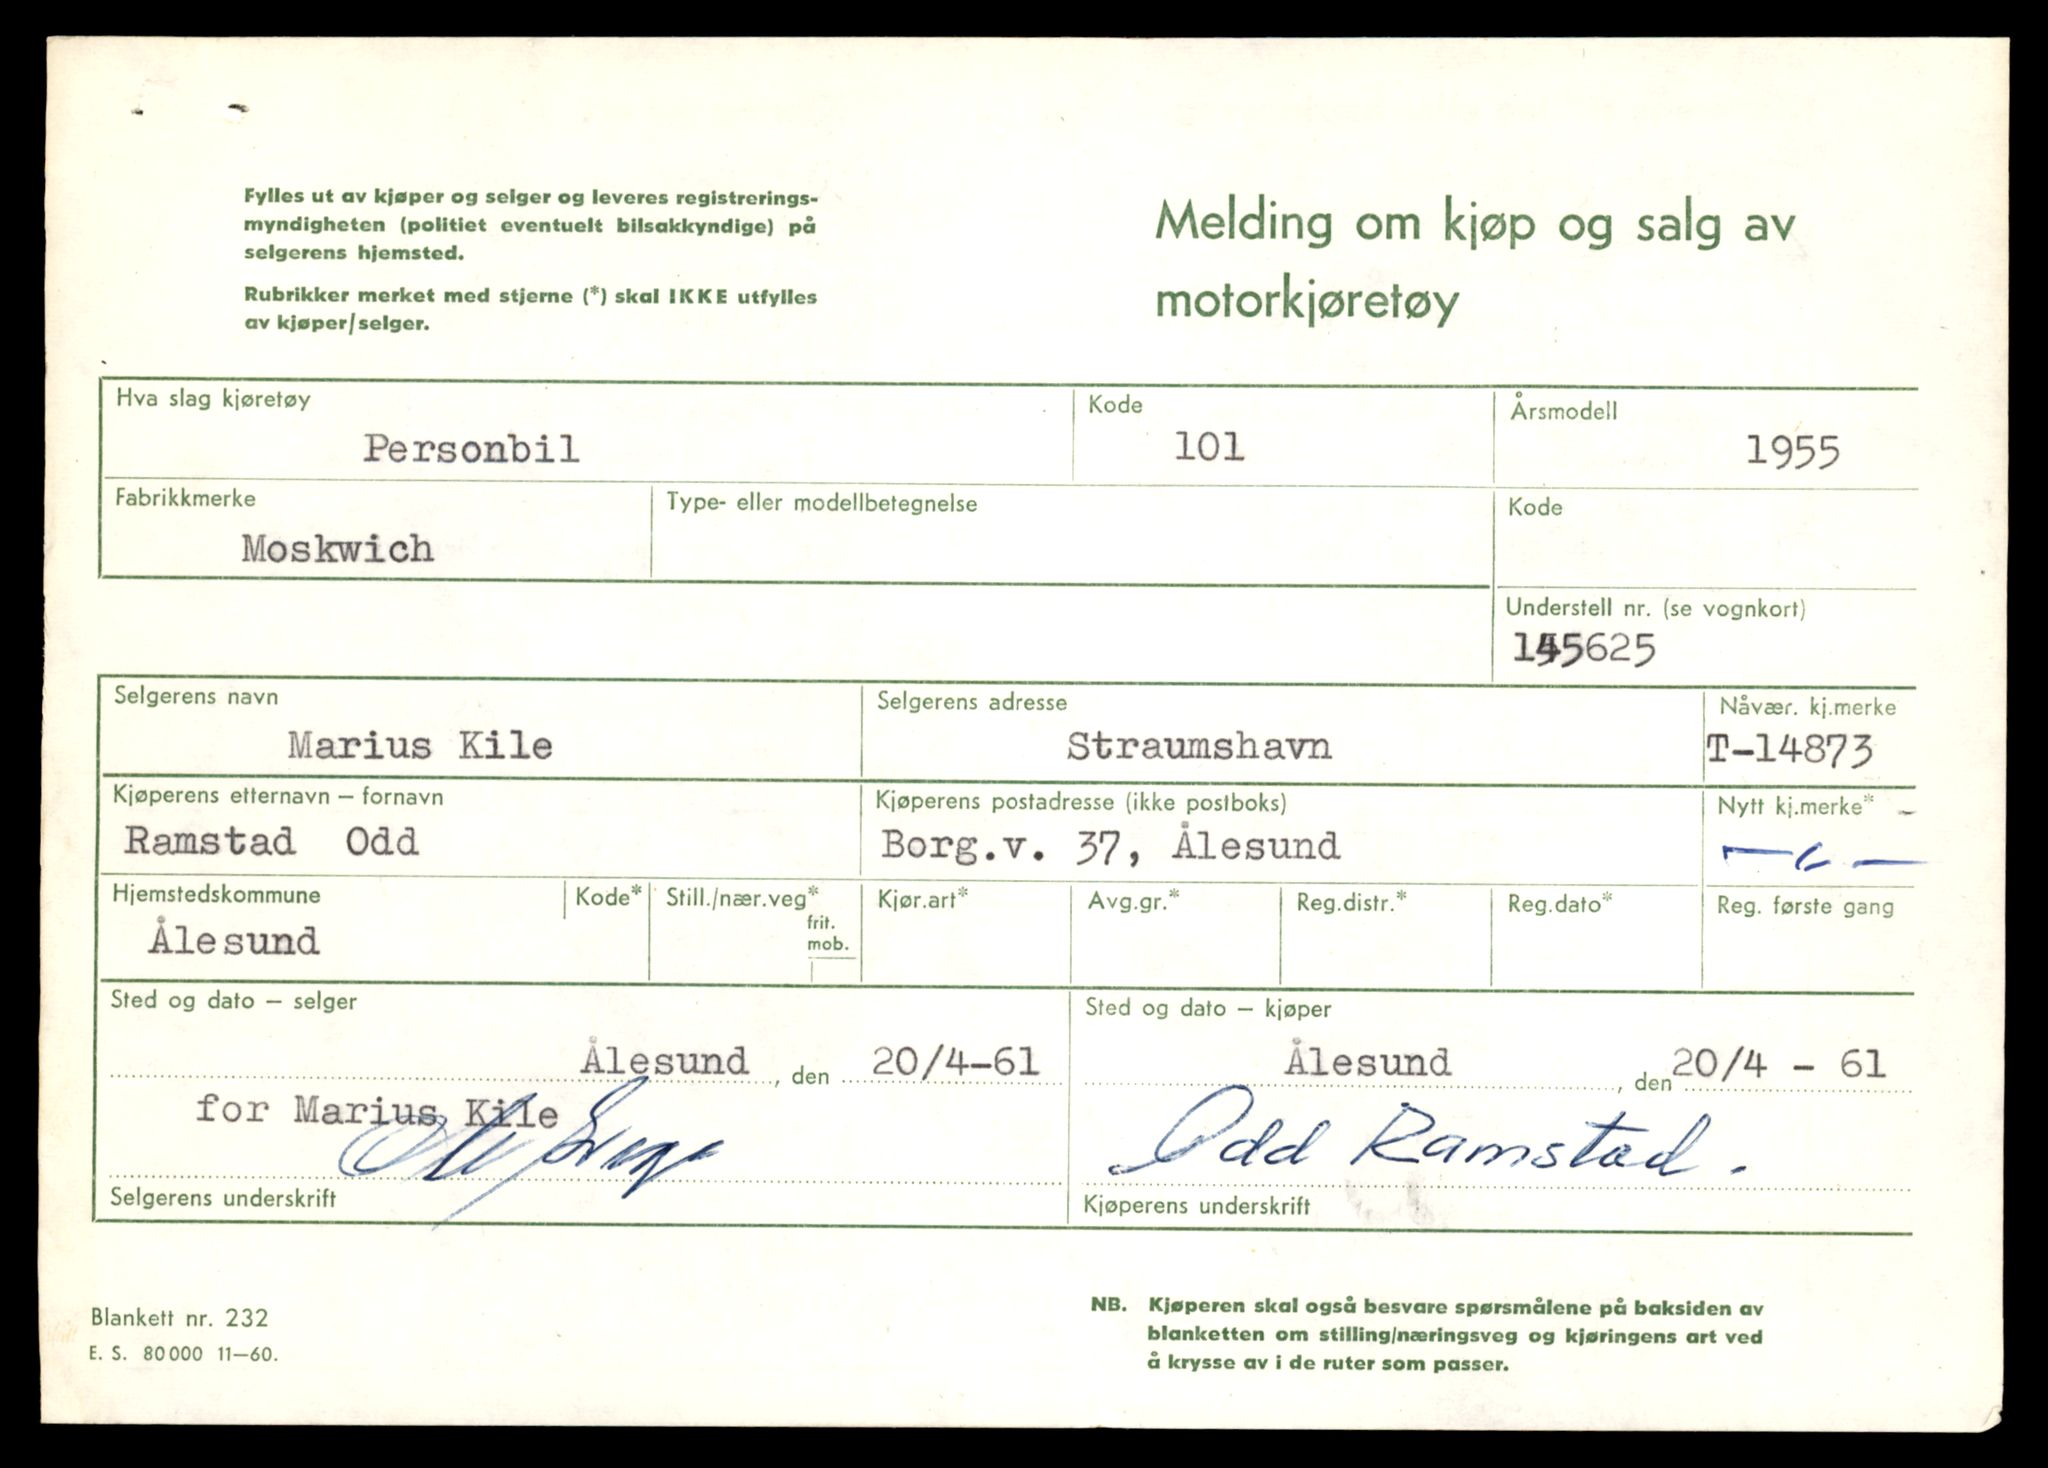 Fylles ut av kjøper og selger og leveres registrerings-
myndigheten (politiet eventuelt bilsakkyndige) på
selgerens hjemsted.
Rubrikker merket med stjerne (*) skal IKKE utfylles
av kjøper/selger.
Melding om kjøp og salg av
motorkjøretøy
Hva slag kjøretøy Kode Årsmodell
Personbil 101 1955
Fabrikkmerke Type- eller modellbetegnelse Kode
Moskwich
Understell nr. (se vognkort)
145625
Selgerens navn Selgerens adresse Nåvær. kj.merke
Marius Kile Straumshavn T-14873
Kjøperens etternavn – fornavn Kjøperens postadresse (ikke postboks) Nytt kj.merke*
Ramstad Odd Borg.v. 37, Ålesund
Hjemstedskommune Kode* Still./nær.veg* Kjør.art* Avg.gr.* Reg.distr.* Reg.dato* Reg. første gang
frit.
mob.
Ålesund
Sted og dato – selger Sted og dato – kjøper
Ålesund, den 20/4-61 Ålesund, den 20/4 - 61
for Marius Kile
Odd Ramstad.
Selgerens underskrift Kjøperens underskrift
Blankett nr. 232
E. S. 80000 11—60.
NB. Kjøperen skal også besvare spørsmålene på baksiden av
blanketten om stilling/næringsveg og kjøringens art ved
å krysse av i de ruter som passer.